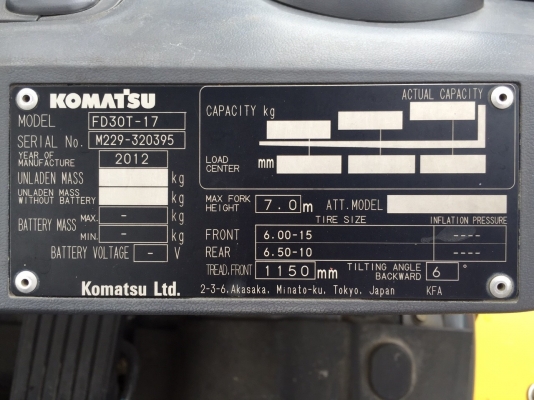 KOMATSU
MODEL FD30T-17
SERIAL No. M229-320395
YEAR OF MANUFACTURE 2012
UNLADEN MASS kg
UNLADEN MASS WITHOUT BATTERY kg
BATTERY MASS MAX. - kg
MIN. - kg
BATTERY VOLTAGE - V
Komatsu Ltd.
ACTUAL CAPACITY
CAPACITY kg
LOAD CENTER mm
MAX FORK HEIGHT 7.0 m ATT. MODEL
TIRE SIZE INFLATION PRESSURE
FRONT 6.00-15 ----
REAR 6.50-10 ----
TREAD.FRONT 1150 mm TILTING ANGLE BACKWARD 6 °
2-3-6, Akasaka, Minato-ku, Tokyo, Japan KFA